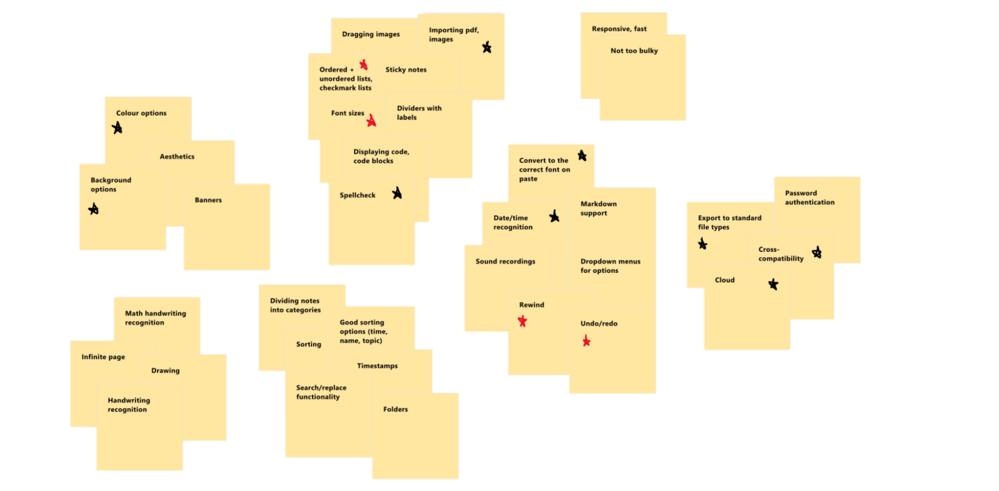 Dragging images
Importing pdf,
images
Ordered +
unordered lists,
checkmark lists
Sticky notes
Font sizes
Dividers with
labels
Displaying code,
code blocks
Spellcheck
Responsive, fast
Not too bulky
Colour options
Aesthetics
Background
options
Banners
Convert to the
correct font on
paste
Date/time
recognition
Markdown
support
Sound recordings
Dropdown menus
for options
Rewind
Undo/redo
Password
authentication
Export to standard
file types
Cross-
compatibility
Cloud
Math handwriting
recognition
Infinite page
Drawing
Handwriting
recognition
Dividing notes
into categories
Good sorting
options (time,
name, topic)
Sorting
Timestamps
Search/replace
functionality
Folders